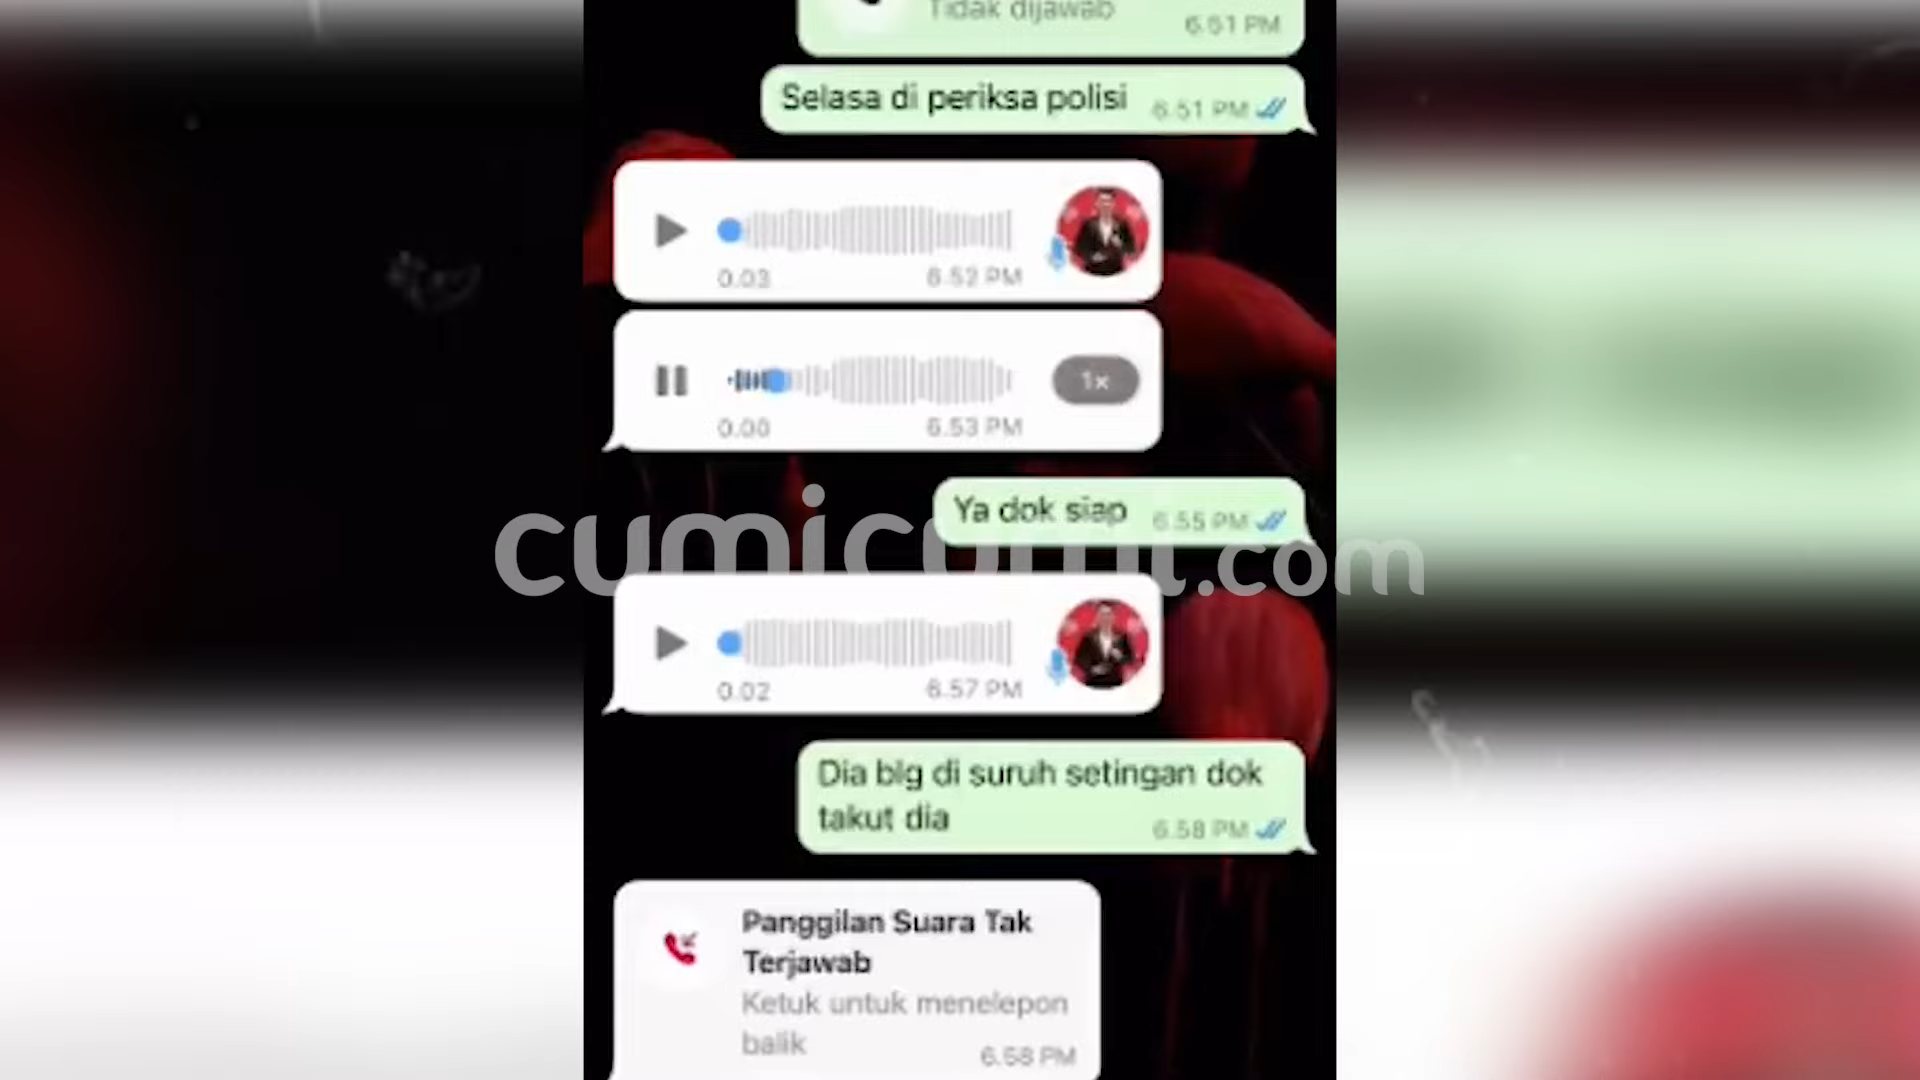 Tidak dijawab
6.51 PM
Selasa di periksa polisi 6.51 PM
0.03 6.52 PM
1x
0.00 6.53 PM
Ya dok siap 6.55 PM
cumicumi.com
0.02 6.57 PM
Dia blg di suruh setingan dok
takut dia 6.58 PM
Panggilan Suara Tak
Terjawab
Ketuk untuk menelepon
balik 6.58 PM